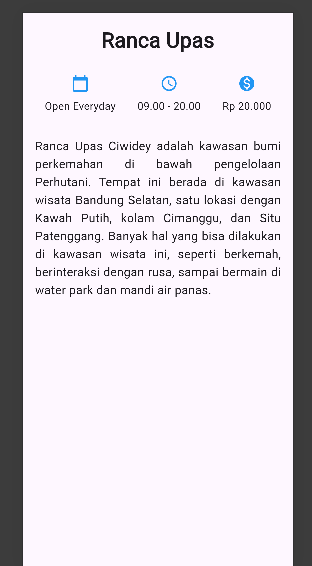 Ranca Upas
Open Everyday
09.00 - 20.00
Rp 20.000
Ranca Upas Ciwidey adalah kawasan bumi
perkemahan di bawah pengelolaan
Perhutani. Tempat ini berada di kawasan
wisata Bandung Selatan, satu lokasi dengan
Kawah Putih, kolam Cimanggu, dan Situ
Patenggang. Banyak hal yang bisa dilakukan
di kawasan wisata ini, seperti berkemah,
berinteraksi dengan rusa, sampai bermain di
water park dan mandi air panas.